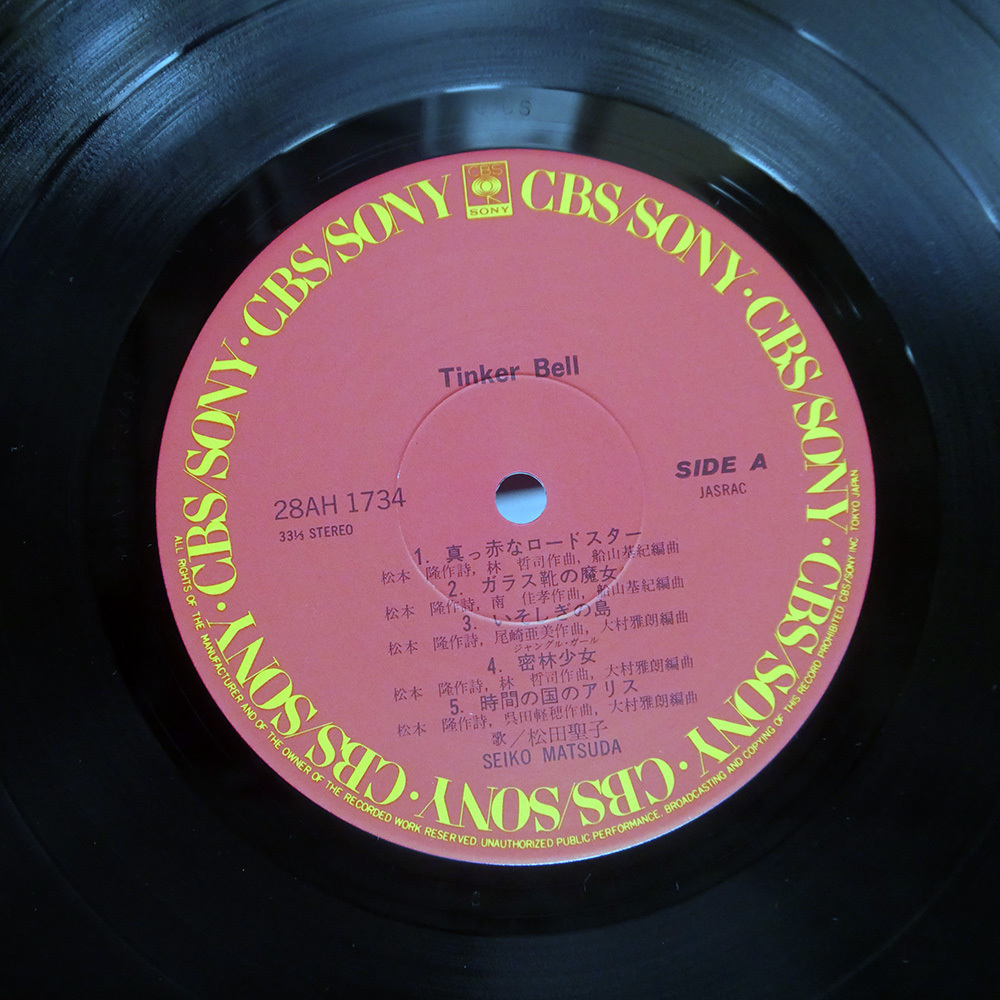 CBS
SONY
CBS/SONY · CBS/SONY · CBS/SONY · CBS/SONY · CBS/SONY · CBS/SONY · CBS/SONY · CBS/SONY · CBS/SONY
Tinker Bell
SIDE A
JASRAC
28AH 1734
33⅓ STEREO
1. 真っ赤なロードスター
松本 隆作詩, 林 哲司作曲, 船山基紀編曲
2. ガラス靴の魔女
松本 隆作詩, 南 佳孝作曲, 船山基紀編曲
3. いそしぎの島
松本 隆作詩, 尾崎亜美作曲, 大村雅朗編曲
ジャングル・ガール
4. 密林少女
松本 隆作詩, 林 哲司作曲, 大村雅朗編曲
5. 時間の国のアリス
松本 隆作詩, 呉田軽穂作曲, 大村雅朗編曲
歌／松田聖子
SEIKO MATSUDA
ALL RIGHTS OF THE MANUFACTURER AND OF THE OWNER OF THE RECORDED WORK RESERVED. UNAUTHORIZED PUBLIC PERFORMANCE. BROADCASTING AND COPYING OF THIS RECORD PROHIBITED CBS/SONY INC. TOKYO JAPAN